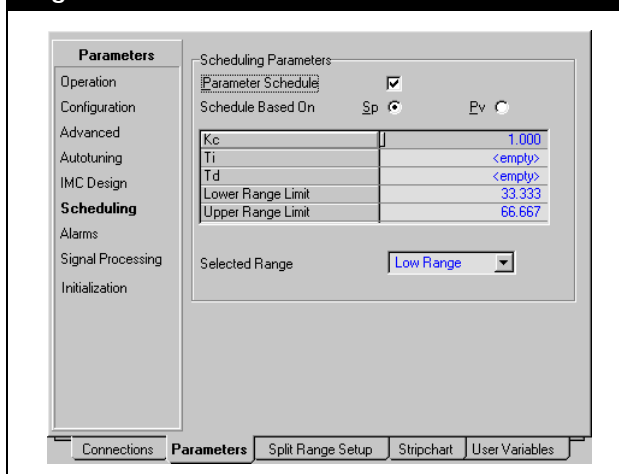 Parameters
Operation
Configuration
Advanced
Autotuning
IMC Design
Scheduling
Alarms
Signal Processing
Initialization
Scheduling Parameters
Parameter Schedule
Schedule Based On Sp Pv
Kc 1.000
Ti <empty>
Td <empty>
Lower Range Limit 33.333
Upper Range Limit 66.667
Selected Range Low Range
Connections Parameters Split Range Setup Stripchart User Variables